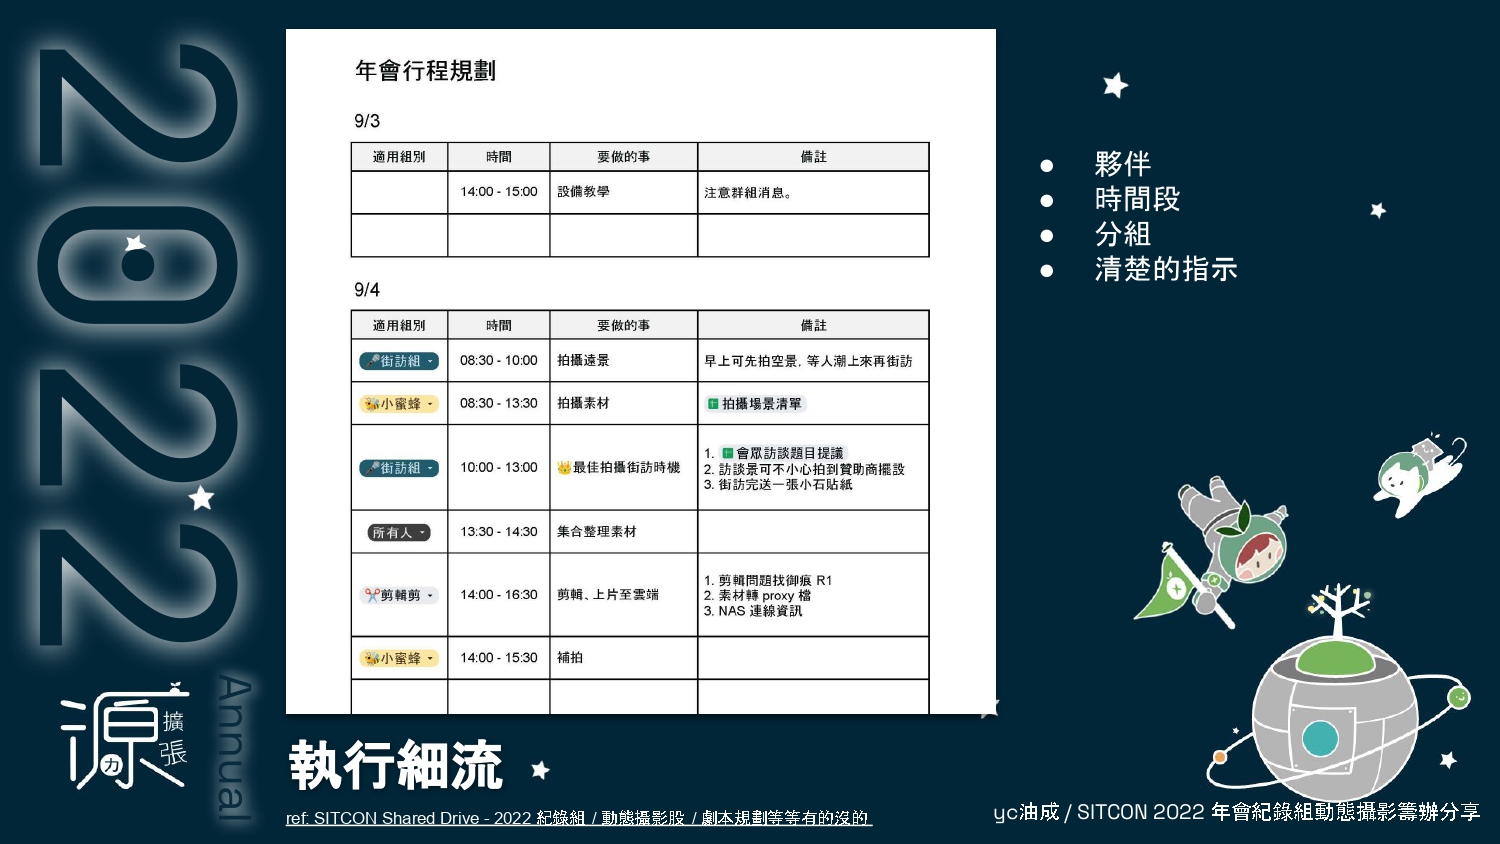 2022
Annual
源
力
擴
張
年會行程規劃
9/3
適用組別 時間 要做的事 備註
14:00 - 15:00 設備教學 注意群組消息。
9/4
適用組別 時間 要做的事 備註
街訪組 08:30 - 10:00 拍攝遠景 早上可先拍空景, 等人潮上來再街訪
小蜜蜂 08:30 - 13:30 拍攝素材 拍攝場景清單
街訪組 10:00 - 13:00 最佳拍攝街訪時機
1. 會眾訪談題目提議
2. 訪談景可不小心拍到贊助商擺設
3. 街訪完送一張小石貼紙
所有人 13:30 - 14:30 集合整理素材
剪輯剪 14:00 - 16:30 剪輯、上片至雲端
1. 剪輯問題找御痕 R1
2. 素材轉 proxy 檔
3. NAS 連線資訊
小蜜蜂 14:00 - 15:30 補拍
● 夥伴
● 時間段
● 分組
● 清楚的指示
執行細流
ref: SITCON Shared Drive - 2022 紀錄組 / 動態攝影股 / 劇本規劃等等有的沒的
yc油成 / SITCON 2022 年會紀錄組動態攝影籌辦分享